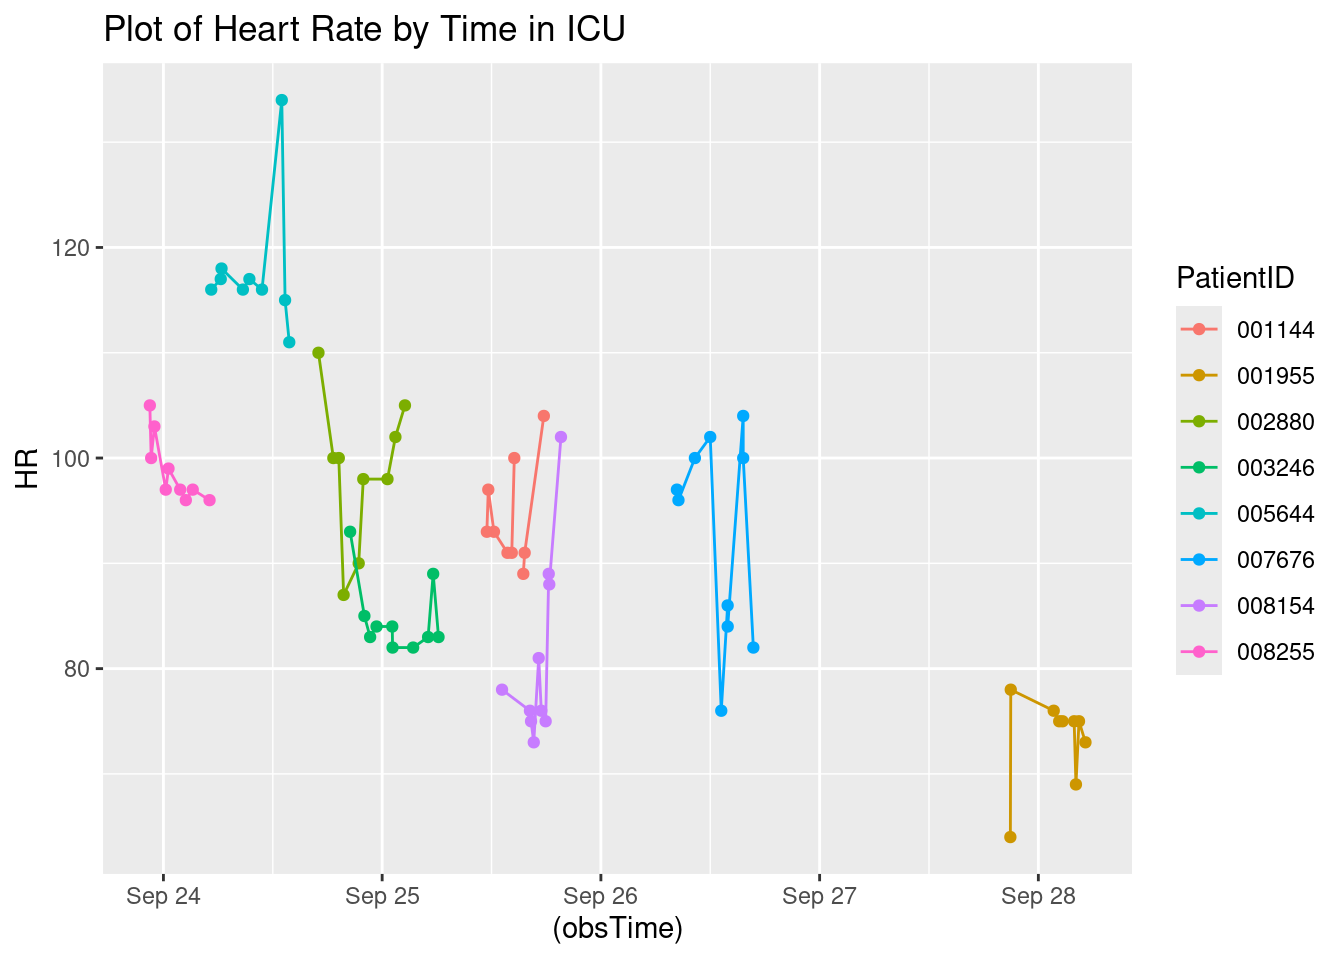 Plot of Heart Rate by Time in ICU
HR
120
100
80
Sep 24
Sep 25
Sep 26
Sep 27
Sep 28
(obsTime)
PatientID
001144
001955
002880
003246
005644
007676
008154
008255